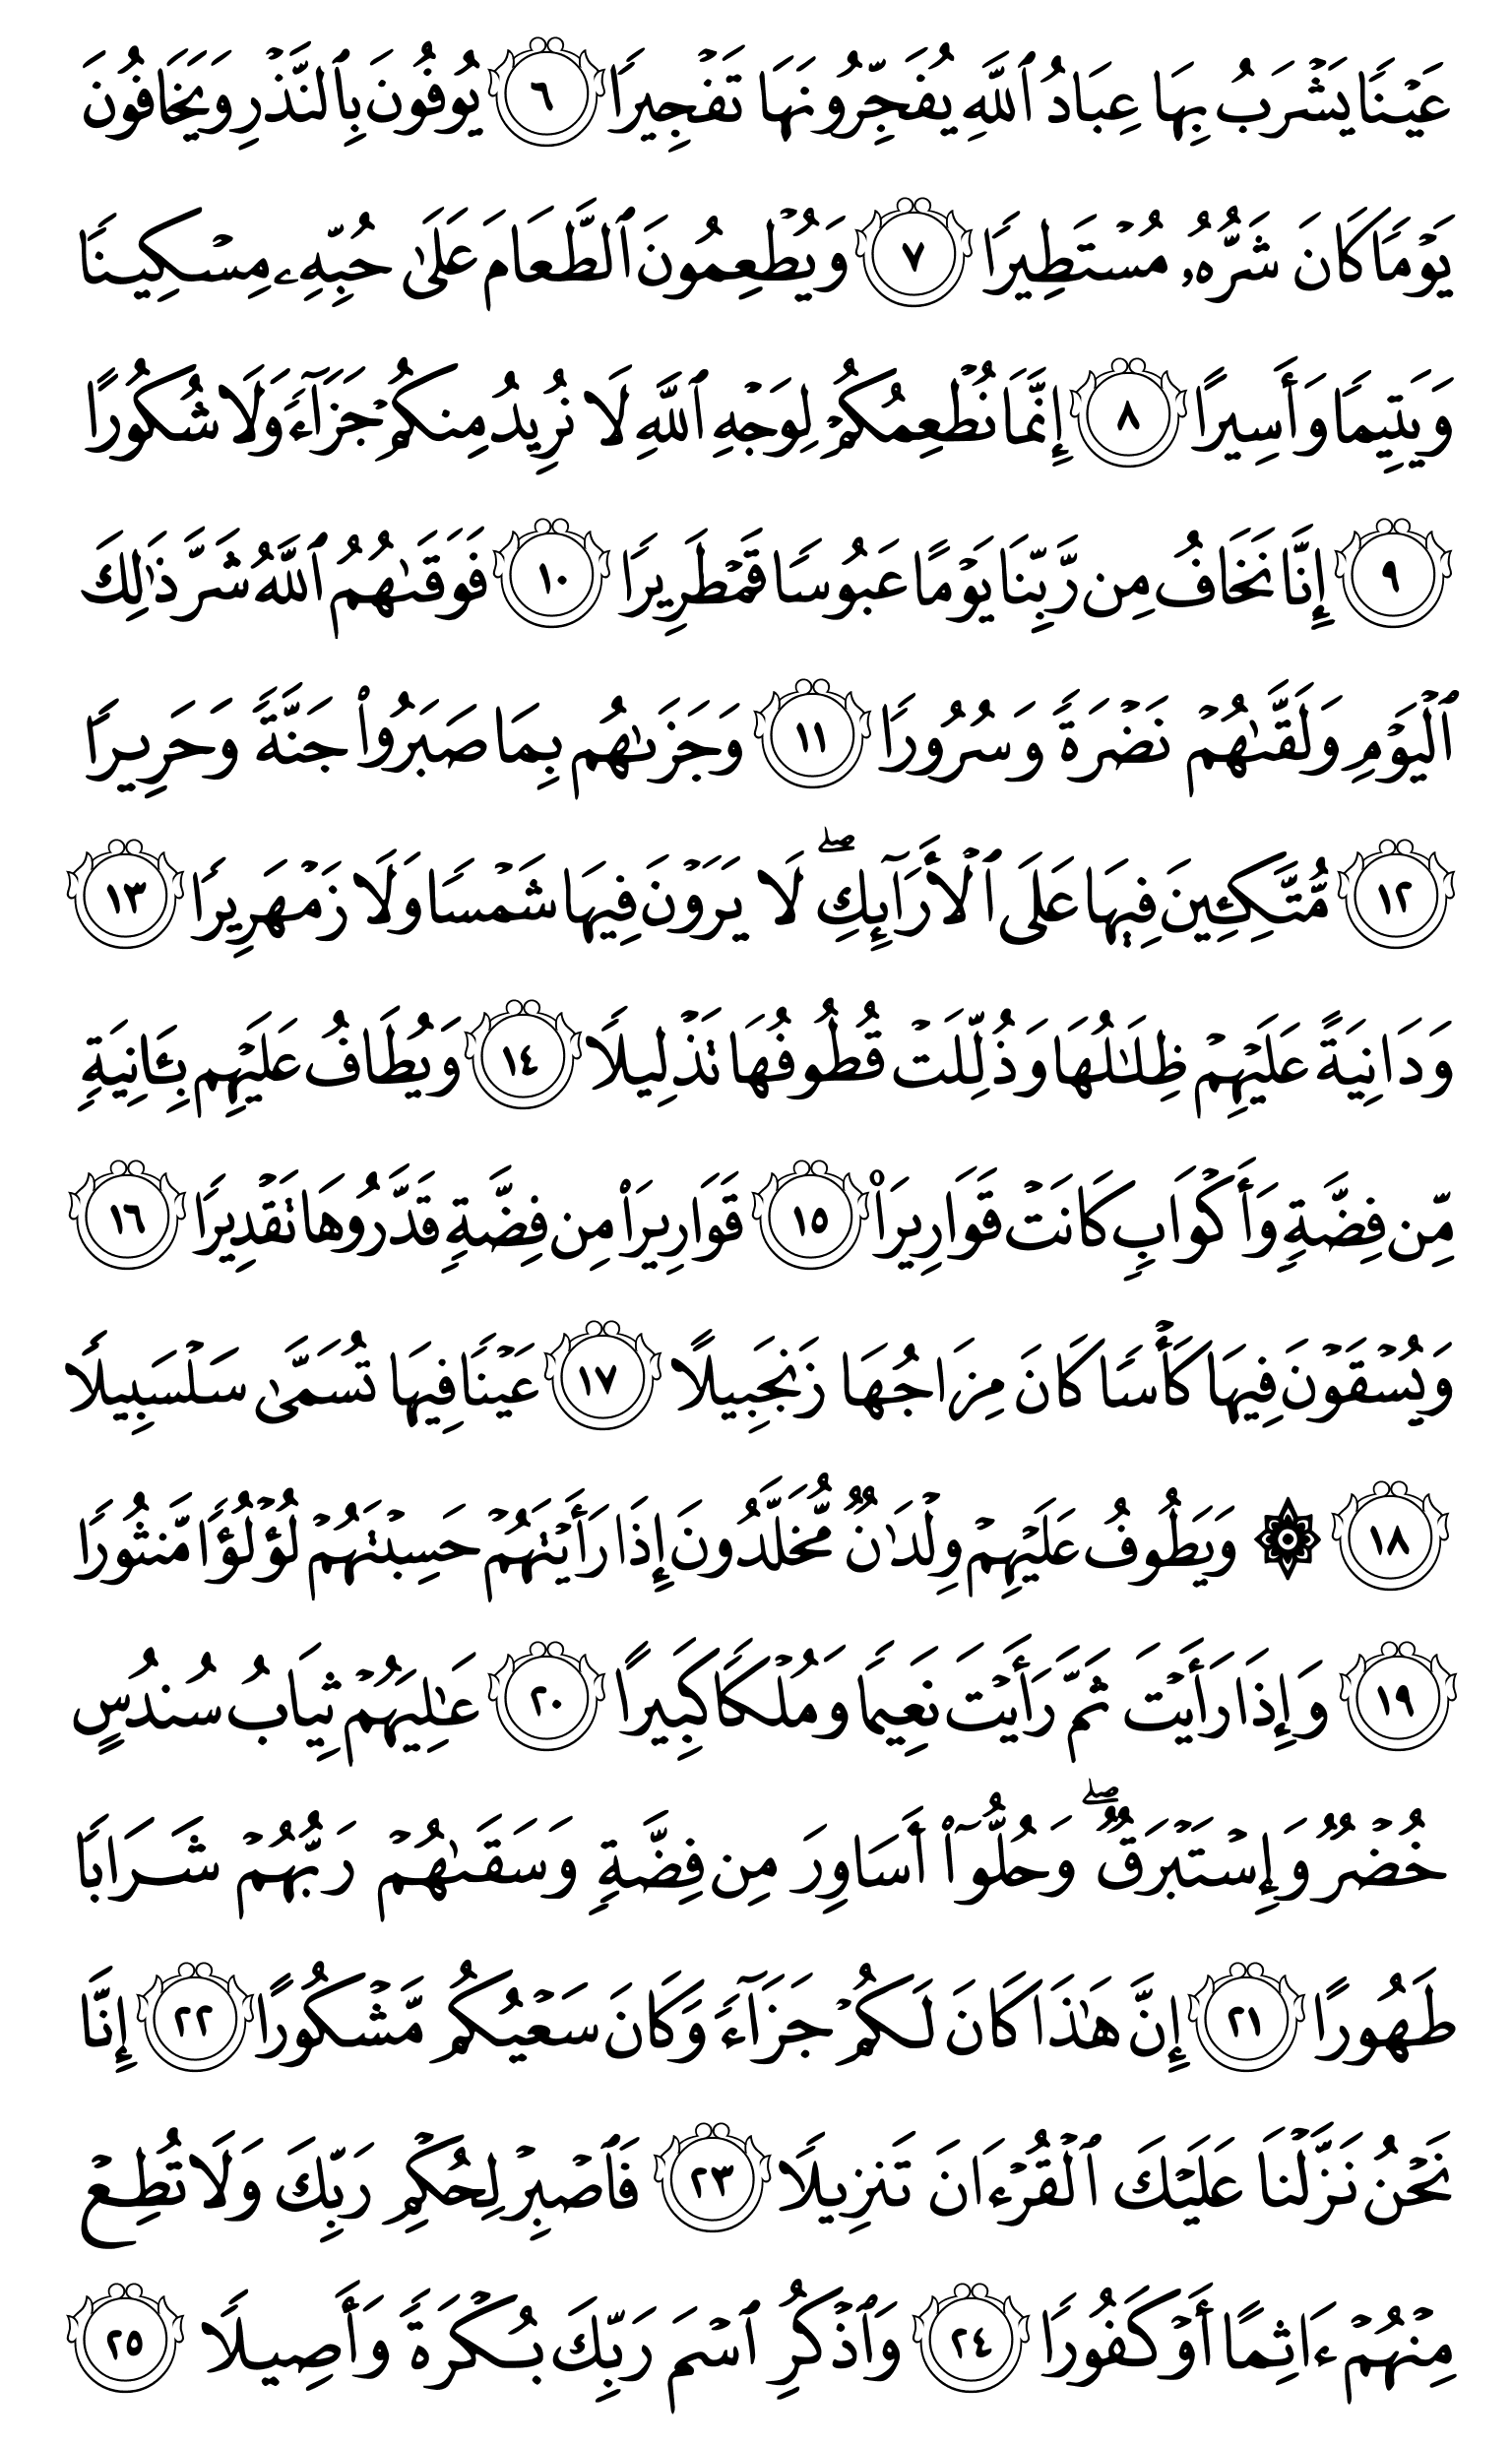 عَيْنًا يَشْرَبُ بِهَا عِبَادُ ٱللَّهِ يُفَجِّرُونَهَا تَفْجِيرًا ٦ يُوفُونَ بِٱلنَّذْرِ وَيَخَافُونَ
يَوْمًا كَانَ شَرُّهُۥ مُسْتَطِيرًا ٧ وَيُطْعِمُونَ ٱلطَّعَامَ عَلَىٰ حُبِّهِۦ مِسْكِينًا
وَيَتِيمًا وَأَسِيرًا ٨ إِنَّمَا نُطْعِمُكُمْ لِوَجْهِ ٱللَّهِ لَا نُرِيدُ مِنكُمْ جَزَآءً وَلَا شُكُورًا
٩ إِنَّا نَخَافُ مِن رَّبِّنَا يَوْمًا عَبُوسًا قَمْطَرِيرًا ١٠ فَوَقَىٰهُمُ ٱللَّهُ شَرَّ ذَٰلِكَ
ٱلْيَوْمِ وَلَقَّىٰهُمْ نَضْرَةً وَسُرُورًا ١١ وَجَزَىٰهُم بِمَا صَبَرُوا۟ جَنَّةً وَحَرِيرًا
١٢ مُّتَّكِـِٔينَ فِيهَا عَلَى ٱلْأَرَآئِكِ ۖ لَا يَرَوْنَ فِيهَا شَمْسًا وَلَا زَمْهَرِيرًا ١٣
وَدَانِيَةً عَلَيْهِمْ ظِلَـٰلُهَا وَذُلِّلَتْ قُطُوفُهَا تَذْلِيلًا ١٤ وَيُطَافُ عَلَيْهِم بِـَٔانِيَةٍ
مِّن فِضَّةٍ وَأَكْوَابٍ كَانَتْ قَوَارِيرَا۠ ١٥ قَوَارِيرَا۟ مِن فِضَّةٍ قَدَّرُوهَا تَقْدِيرًا ١٦
وَيُسْقَوْنَ فِيهَا كَأْسًا كَانَ مِزَاجُهَا زَنجَبِيلًا ١٧ عَيْنًا فِيهَا تُسَمَّىٰ سَلْسَبِيلًا
١٨ ۞ وَيَطُوفُ عَلَيْهِمْ وِلْدَٰنٌ مُّخَلَّدُونَ إِذَا رَأَيْتَهُمْ حَسِبْتَهُمْ لُؤْلُؤًا مَّنثُورًا
١٩ وَإِذَا رَأَيْتَ ثَمَّ رَأَيْتَ نَعِيمًا وَمُلْكًا كَبِيرًا ٢٠ عَـٰلِيَهُمْ ثِيَابُ سُندُسٍ
خُضْرٌ وَإِسْتَبْرَقٌ ۖ وَحُلُّوٓا۟ أَسَاوِرَ مِن فِضَّةٍ وَسَقَىٰهُمْ رَبُّهُمْ شَرَابًا
طَهُورًا ٢١ إِنَّ هَـٰذَا كَانَ لَكُمْ جَزَآءً وَكَانَ سَعْيُكُم مَّشْكُورًا ٢٢ إِنَّا
نَحْنُ نَزَّلْنَا عَلَيْكَ ٱلْقُرْءَانَ تَنزِيلًا ٢٣ فَٱصْبِرْ لِحُكْمِ رَبِّكَ وَلَا تُطِعْ
مِنْهُمْ ءَاثِمًا أَوْ كَفُورًا ٢٤ وَٱذْكُرِ ٱسْمَ رَبِّكَ بُكْرَةً وَأَصِيلًا ٢٥